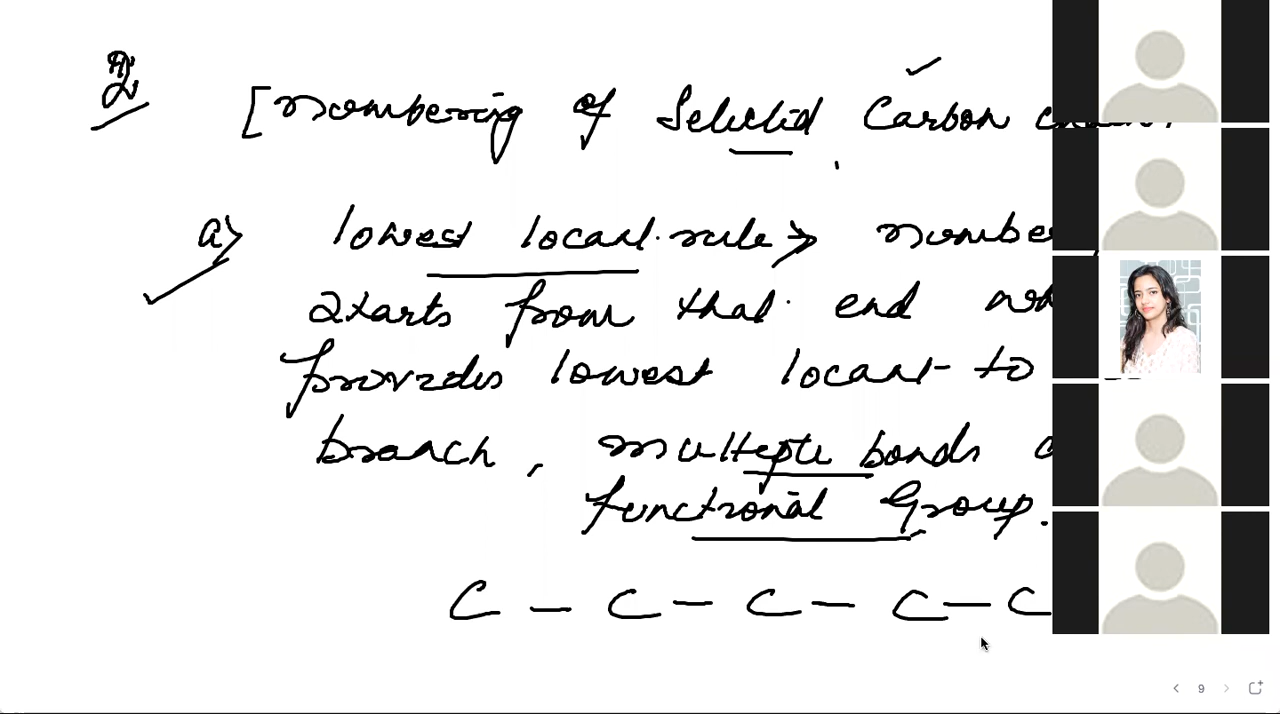 [Numbering of Selected Carbon chain.
a) lowest locant rule → number
starts from that end
provides lowest locant to
branch, multiple bonds
functional Group.
C – C – C – C – C
9